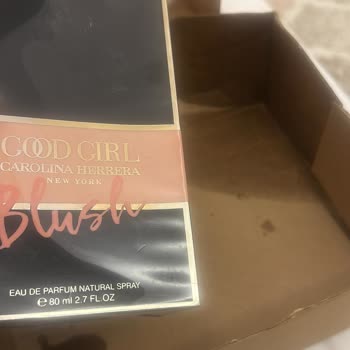 GOOD GIRL
CAROLINA HERRERA
NEW YORK
Blush
EAU DE PARFUM NATURAL SPRAY
℮ 80 ml 2.7 FL OZ